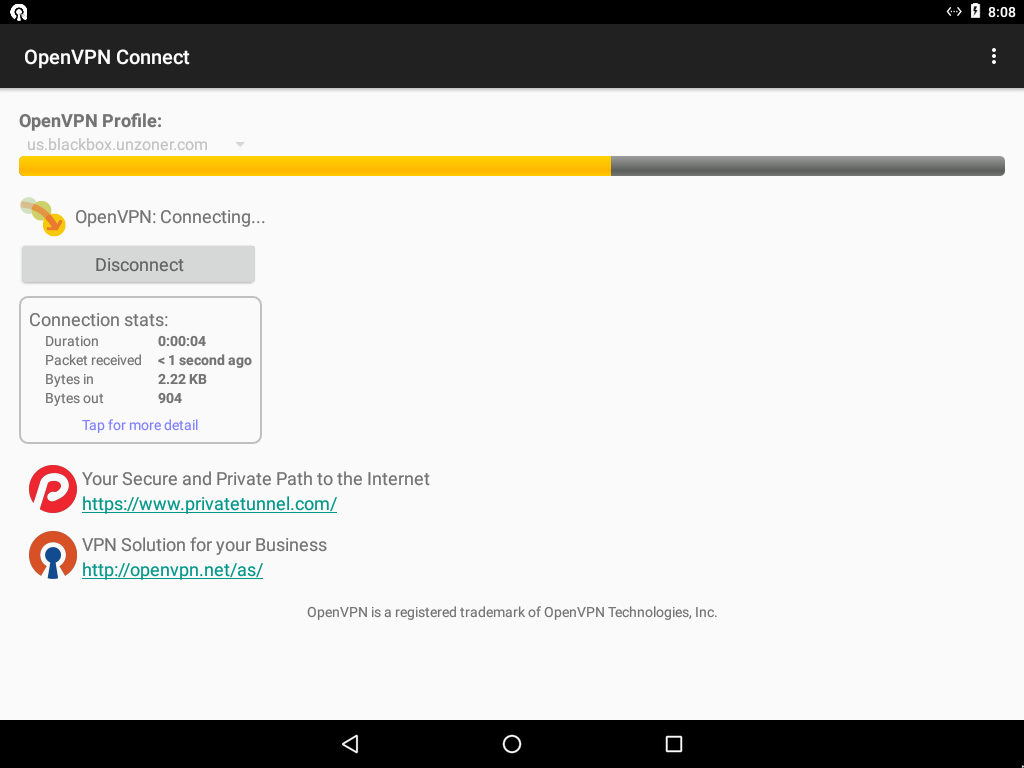 8:08
OpenVPN Connect
OpenVPN Profile:
us.blackbox.unzoner.com
OpenVPN: Connecting...
Disconnect
Connection stats:
Duration 0:00:04
Packet received < 1 second ago
Bytes in 2.22 KB
Bytes out 904
Tap for more detail
Your Secure and Private Path to the Internet
https://www.privatetunnel.com/
VPN Solution for your Business
http://openvpn.net/as/
OpenVPN is a registered trademark of OpenVPN Technologies, Inc.